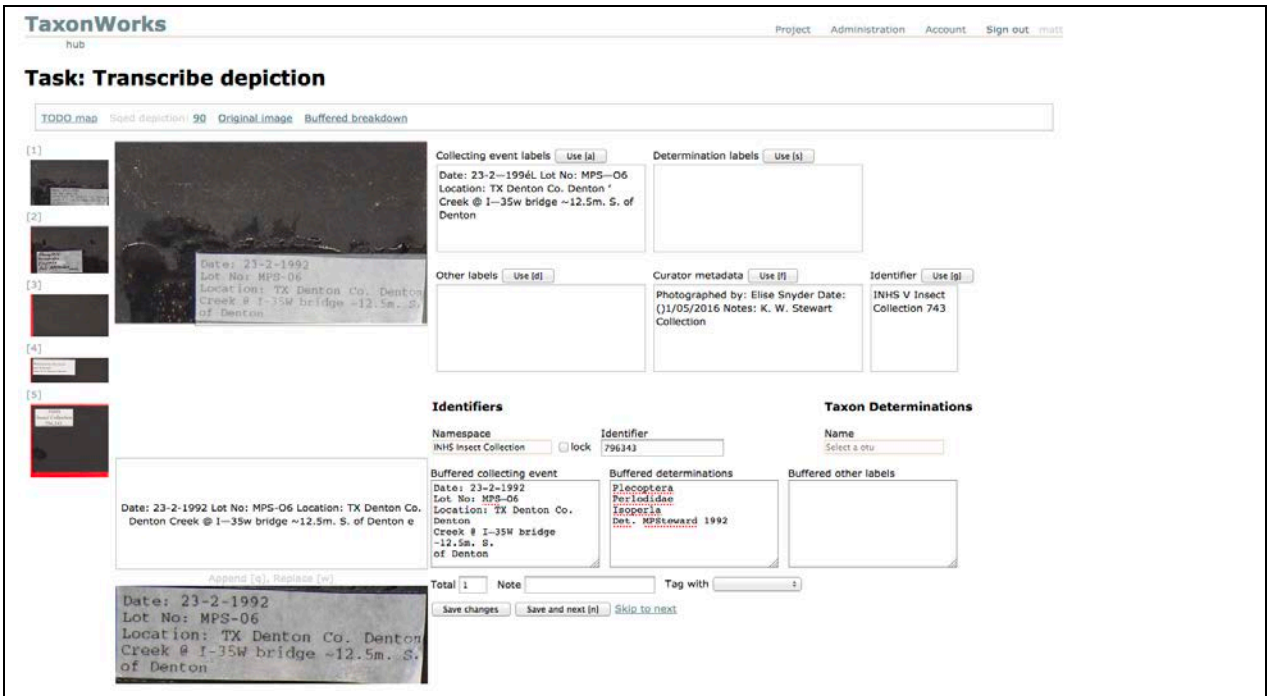 TaxonWorks
hub
Project Administration Account Sign out matt
Task: Transcribe depiction
TODO map Sqed depiction: 90 Original image Buffered breakdown
[1]
[2]
[3]
[4]
[5]
Date: 23-2-1992
Lot No: MPS-06
Location: TX Denton Co. Denton
Creek @ I-35W bridge ~12.5m. S.
of Denton
Collecting event labels Use [a]
Date: 23-2—199éL Lot No: MPS—O6
Location: TX Denton Co. Denton ‘
Creek @ I—35w bridge ~12.5m. S. of
Denton
Determination labels Use [s]
Other labels Use [d]
Curator metadata Use [f]
Photographed by: Elise Snyder Date:
()1/05/2016 Notes: K. W. Stewart
Collection
Identifier Use [g]
INHS V Insect
Collection 743
Identifiers
Namespace
INHS Insect Collection
lock
Identifier
796343
Taxon Determinations
Name
Select a otu
Buffered collecting event
Date: 23-2-1992
Lot No: MPS-06
Location: TX Denton Co.
Denton
Creek @ I-35W bridge
~12.5m. S.
of Denton
Buffered determinations
Plecoptera
Perlodidae
Isoperla
Det. MPSteward 1992
Buffered other labels
Date: 23-2-1992 Lot No: MPS-O6 Location: TX Denton Co.
Denton Creek @ I—35w bridge ~12.5m. S. of Denton e
Append [q], Replace [w]
Date: 23-2-1992
Lot No: MPS-06
Location: TX Denton Co. Denton
Creek @ I-35W bridge ~12.5m. S.
of Denton
Total 1 Note Tag with
Save changes Save and next [n] Skip to next